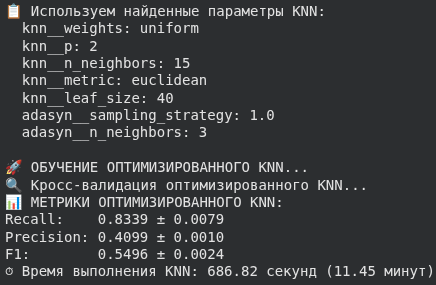 📋 Используем найденные параметры KNN:
knn__weights: uniform
knn__p: 2
knn__n_neighbors: 15
knn__metric: euclidean
knn__leaf_size: 40
adasyn__sampling_strategy: 1.0
adasyn__n_neighbors: 3
🚀 ОБУЧЕНИЕ ОПТИМИЗИРОВАННОГО KNN...
🔍 Кросс-валидация оптимизированного KNN...
📊 МЕТРИКИ ОПТИМИЗИРОВАННОГО KNN:
Recall: 0.8339 ± 0.0079
Precision: 0.4099 ± 0.0010
F1: 0.5496 ± 0.0024
⏱ Время выполнения KNN: 686.82 секунд (11.45 минут)